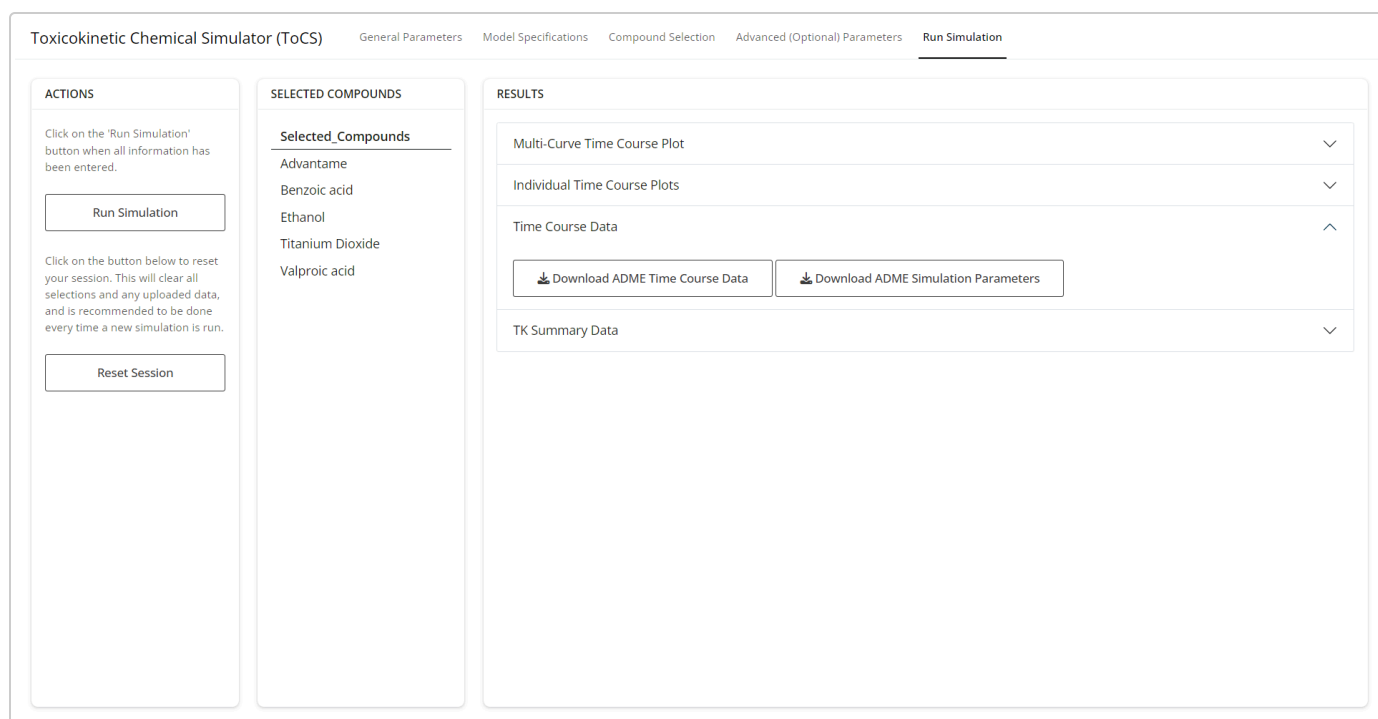 Toxicokinetic Chemical Simulator (ToCS)
General Parameters
Model Specifications
Compound Selection
Advanced (Optional) Parameters
Run Simulation
ACTIONS
Click on the 'Run Simulation'
button when all information has
been entered.
Run Simulation
Click on the button below to reset
your session. This will clear all
selections and any uploaded data,
and is recommended to be done
every time a new simulation is run.
Reset Session
SELECTED COMPOUNDS
Selected_Compounds
Advantame
Benzoic acid
Ethanol
Titanium Dioxide
Valproic acid
RESULTS
Multi-Curve Time Course Plot
Individual Time Course Plots
Time Course Data
Download ADME Time Course Data
Download ADME Simulation Parameters
TK Summary Data